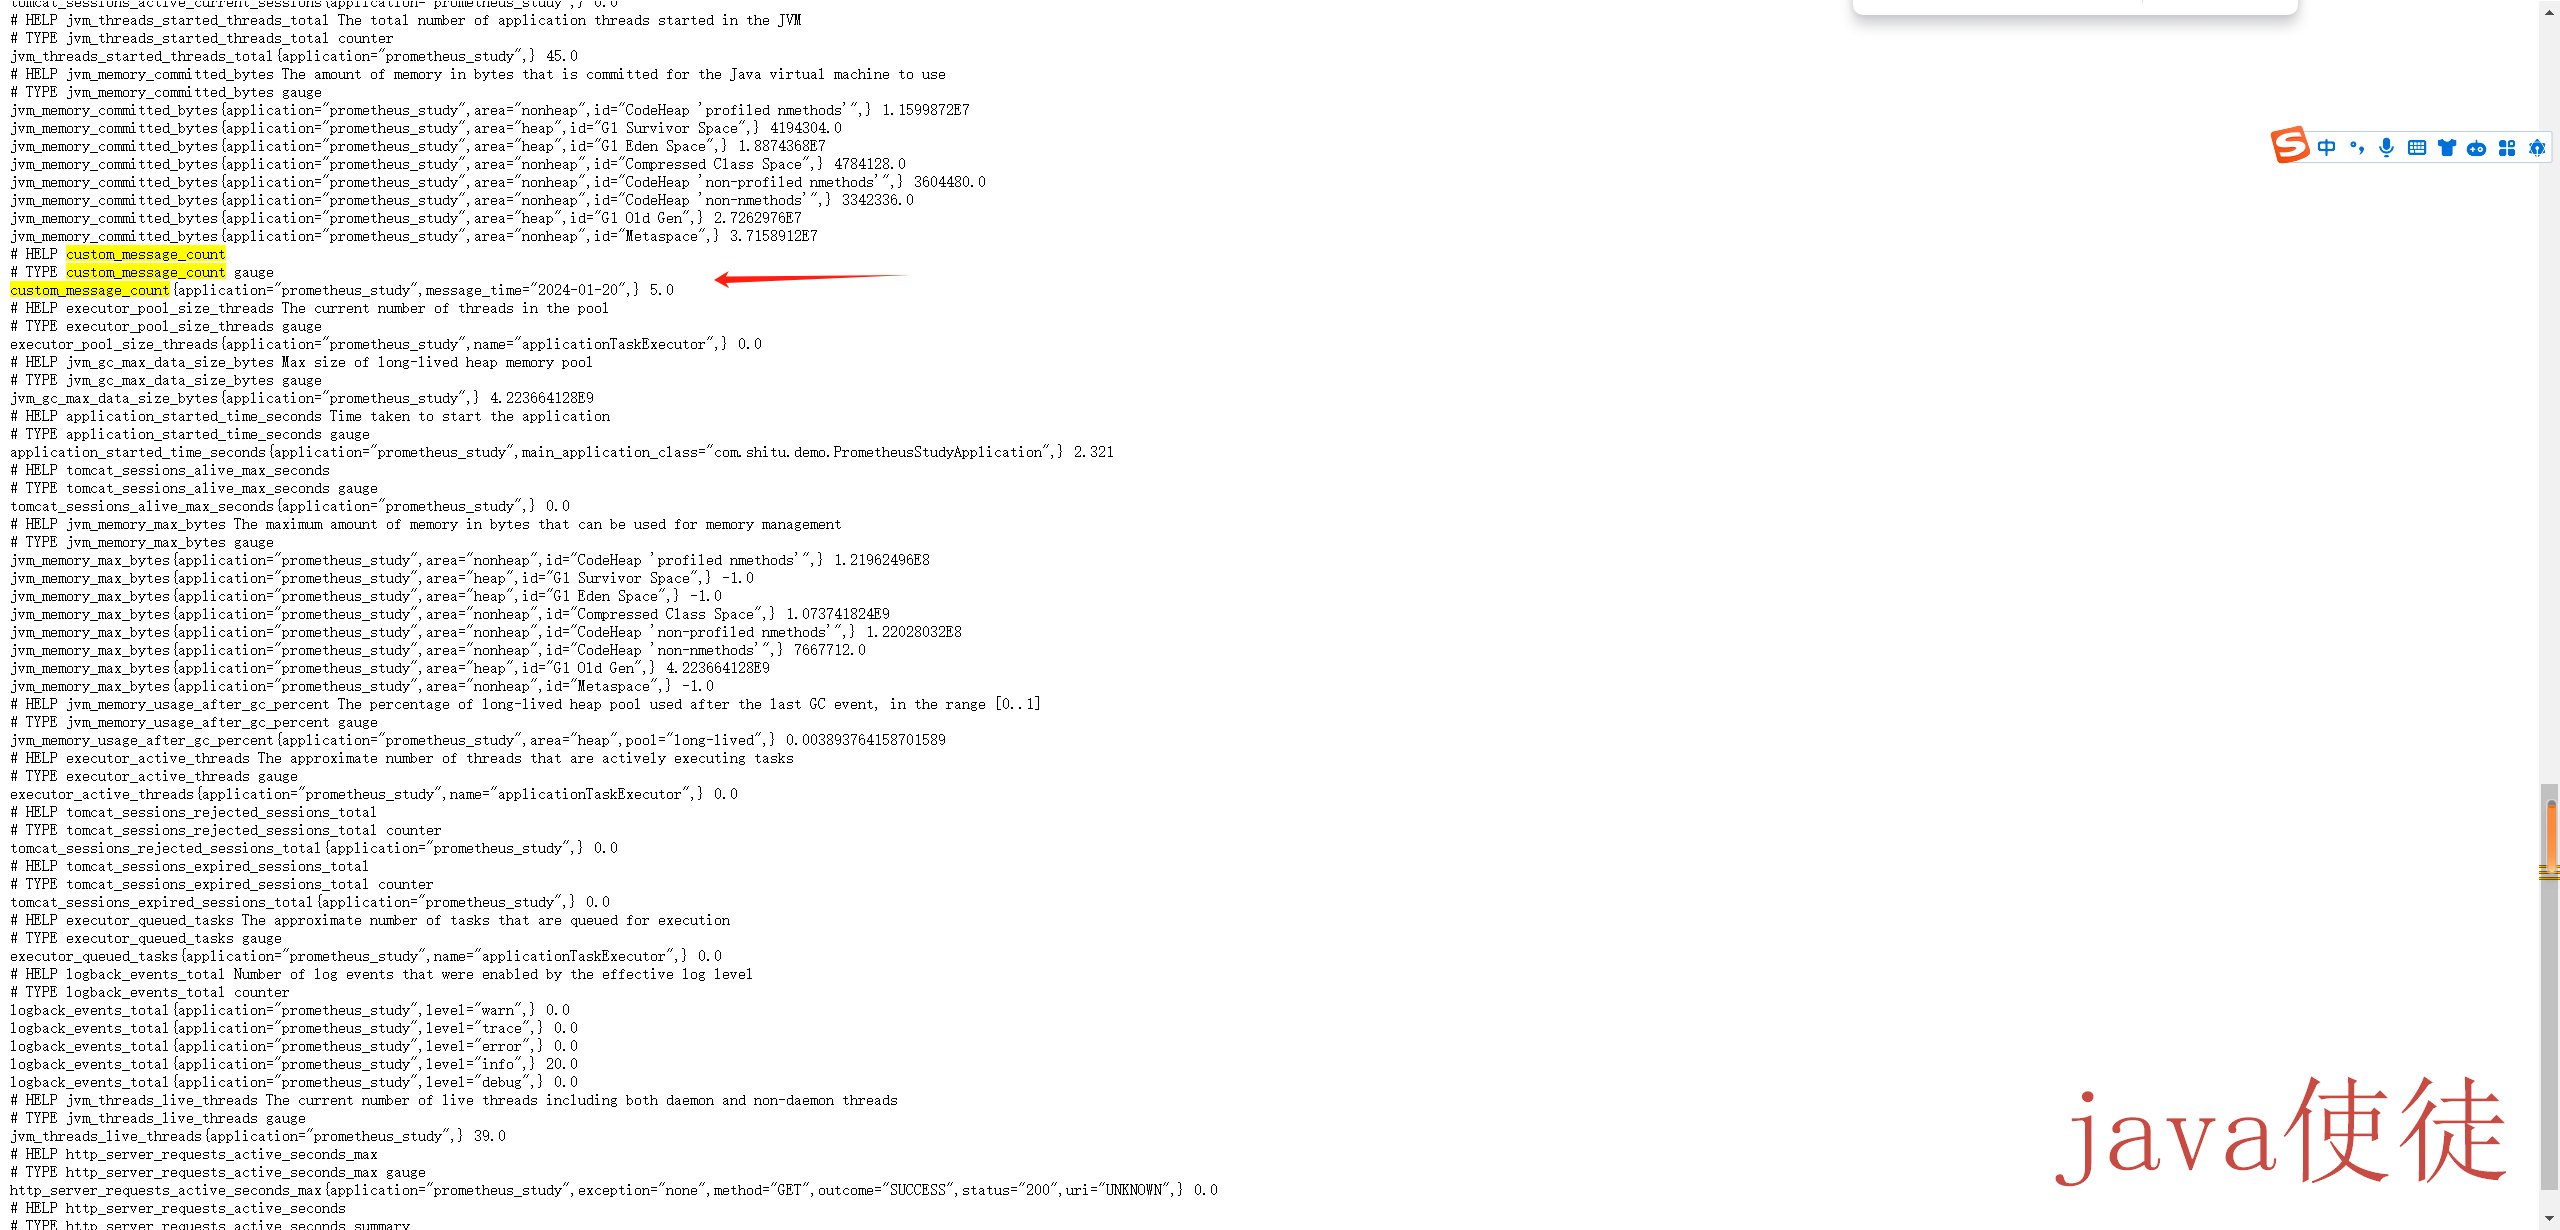 tomcat_sessions_active_current_sessions{application="prometheus_study",} 0.0
# HELP jvm_threads_started_threads_total The total number of application threads started in the JVM
# TYPE jvm_threads_started_threads_total counter
jvm_threads_started_threads_total{application="prometheus_study",} 45.0
# HELP jvm_memory_committed_bytes The amount of memory in bytes that is committed for the Java virtual machine to use
# TYPE jvm_memory_committed_bytes gauge
jvm_memory_committed_bytes{application="prometheus_study",area="nonheap",id="CodeHeap 'profiled nmethods'",} 1.1599872E7
jvm_memory_committed_bytes{application="prometheus_study",area="heap",id="G1 Survivor Space",} 4194304.0
jvm_memory_committed_bytes{application="prometheus_study",area="heap",id="G1 Eden Space",} 1.8874368E7
jvm_memory_committed_bytes{application="prometheus_study",area="nonheap",id="Compressed Class Space",} 4784128.0
jvm_memory_committed_bytes{application="prometheus_study",area="nonheap",id="CodeHeap 'non-profiled nmethods'",} 3604480.0
jvm_memory_committed_bytes{application="prometheus_study",area="nonheap",id="CodeHeap 'non-nmethods'",} 3342336.0
jvm_memory_committed_bytes{application="prometheus_study",area="heap",id="G1 Old Gen",} 2.7262976E7
jvm_memory_committed_bytes{application="prometheus_study",area="nonheap",id="Metaspace",} 3.7158912E7
# HELP custom_message_count
# TYPE custom_message_count gauge
custom_message_count{application="prometheus_study",message_time="2024-01-20",} 5.0
# HELP executor_pool_size_threads The current number of threads in the pool
# TYPE executor_pool_size_threads gauge
executor_pool_size_threads{application="prometheus_study",name="applicationTaskExecutor",} 0.0
# HELP jvm_gc_max_data_size_bytes Max size of long-lived heap memory pool
# TYPE jvm_gc_max_data_size_bytes gauge
jvm_gc_max_data_size_bytes{application="prometheus_study",} 4.223664128E9
# HELP application_started_time_seconds Time taken to start the application
# TYPE application_started_time_seconds gauge
application_started_time_seconds{application="prometheus_study",main_application_class="com.shitu.demo.PrometheusStudyApplication",} 2.321
# HELP tomcat_sessions_alive_max_seconds
# TYPE tomcat_sessions_alive_max_seconds gauge
tomcat_sessions_alive_max_seconds{application="prometheus_study",} 0.0
# HELP jvm_memory_max_bytes The maximum amount of memory in bytes that can be used for memory management
# TYPE jvm_memory_max_bytes gauge
jvm_memory_max_bytes{application="prometheus_study",area="nonheap",id="CodeHeap 'profiled nmethods'",} 1.21962496E8
jvm_memory_max_bytes{application="prometheus_study",area="heap",id="G1 Survivor Space",} -1.0
jvm_memory_max_bytes{application="prometheus_study",area="heap",id="G1 Eden Space",} -1.0
jvm_memory_max_bytes{application="prometheus_study",area="nonheap",id="Compressed Class Space",} 1.073741824E9
jvm_memory_max_bytes{application="prometheus_study",area="nonheap",id="CodeHeap 'non-profiled nmethods'",} 1.22028032E8
jvm_memory_max_bytes{application="prometheus_study",area="nonheap",id="CodeHeap 'non-nmethods'",} 7667712.0
jvm_memory_max_bytes{application="prometheus_study",area="heap",id="G1 Old Gen",} 4.223664128E9
jvm_memory_max_bytes{application="prometheus_study",area="nonheap",id="Metaspace",} -1.0
# HELP jvm_memory_usage_after_gc_percent The percentage of long-lived heap pool used after the last GC event, in the range [0..1]
# TYPE jvm_memory_usage_after_gc_percent gauge
jvm_memory_usage_after_gc_percent{application="prometheus_study",area="heap",pool="long-lived",} 0.003893764158701589
# HELP executor_active_threads The approximate number of threads that are actively executing tasks
# TYPE executor_active_threads gauge
executor_active_threads{application="prometheus_study",name="applicationTaskExecutor",} 0.0
# HELP tomcat_sessions_rejected_sessions_total
# TYPE tomcat_sessions_rejected_sessions_total counter
tomcat_sessions_rejected_sessions_total{application="prometheus_study",} 0.0
# HELP tomcat_sessions_expired_sessions_total
# TYPE tomcat_sessions_expired_sessions_total counter
tomcat_sessions_expired_sessions_total{application="prometheus_study",} 0.0
# HELP executor_queued_tasks The approximate number of tasks that are queued for execution
# TYPE executor_queued_tasks gauge
executor_queued_tasks{application="prometheus_study",name="applicationTaskExecutor",} 0.0
# HELP logback_events_total Number of log events that were enabled by the effective log level
# TYPE logback_events_total counter
logback_events_total{application="prometheus_study",level="warn",} 0.0
logback_events_total{application="prometheus_study",level="trace",} 0.0
logback_events_total{application="prometheus_study",level="error",} 0.0
logback_events_total{application="prometheus_study",level="info",} 20.0
logback_events_total{application="prometheus_study",level="debug",} 0.0
# HELP jvm_threads_live_threads The current number of live threads including both daemon and non-daemon threads
# TYPE jvm_threads_live_threads gauge
jvm_threads_live_threads{application="prometheus_study",} 39.0
# HELP http_server_requests_active_seconds_max
# TYPE http_server_requests_active_seconds_max gauge
http_server_requests_active_seconds_max{application="prometheus_study",exception="none",method="GET",outcome="SUCCESS",status="200",uri="UNKNOWN",} 0.0
# HELP http_server_requests_active_seconds
# TYPE http_server_requests_active_seconds summary
中
java使徒